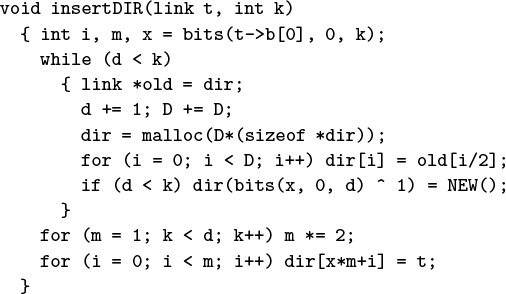 void insertDIR(link t, int k)
{ int i, m, x = bits(t->b[0], 0, k);
while (d < k)
{ link *old = dir;
d += 1; D += D;
dir = malloc(D*(sizeof *dir));
for (i = 0; i < D; i++) dir[i] = old[i/2];
if (d < k) dir(bits(x, 0, d) ^ 1) = NEW();
}
for (m = 1; k < d; k++) m *= 2;
for (i = 0; i < m; i++) dir[x*m+i] = t;
}